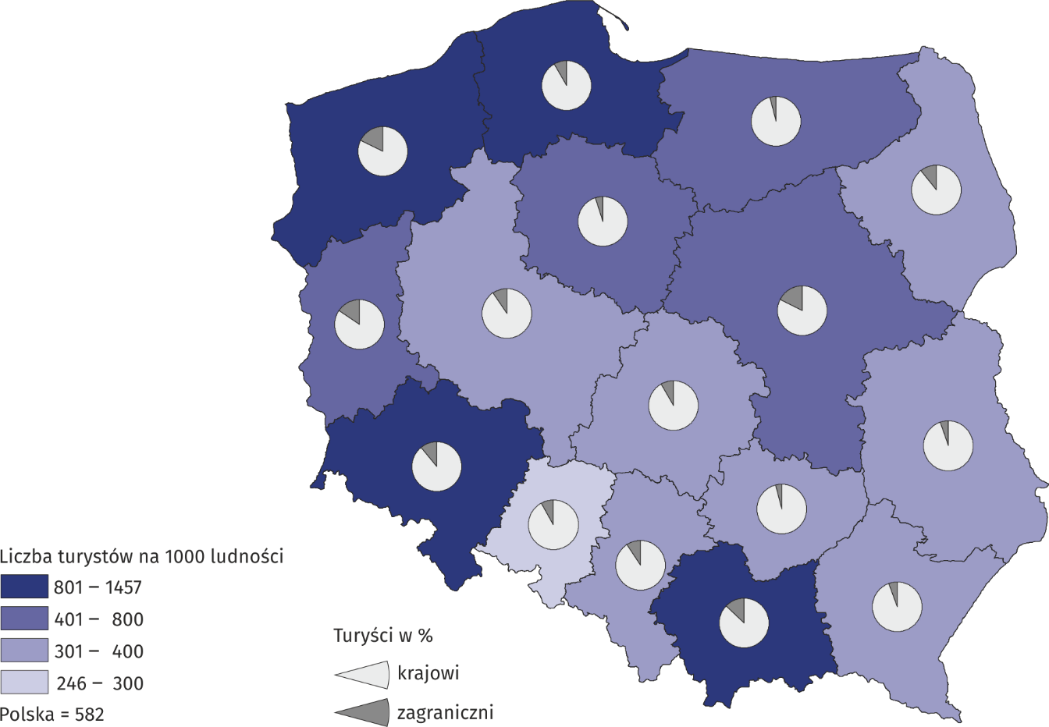 Liczba turystów na 1000 ludności
801 – 1457
401 – 800
301 – 400
246 – 300
Polska = 582
Turyści w %
krajowi
zagraniczni